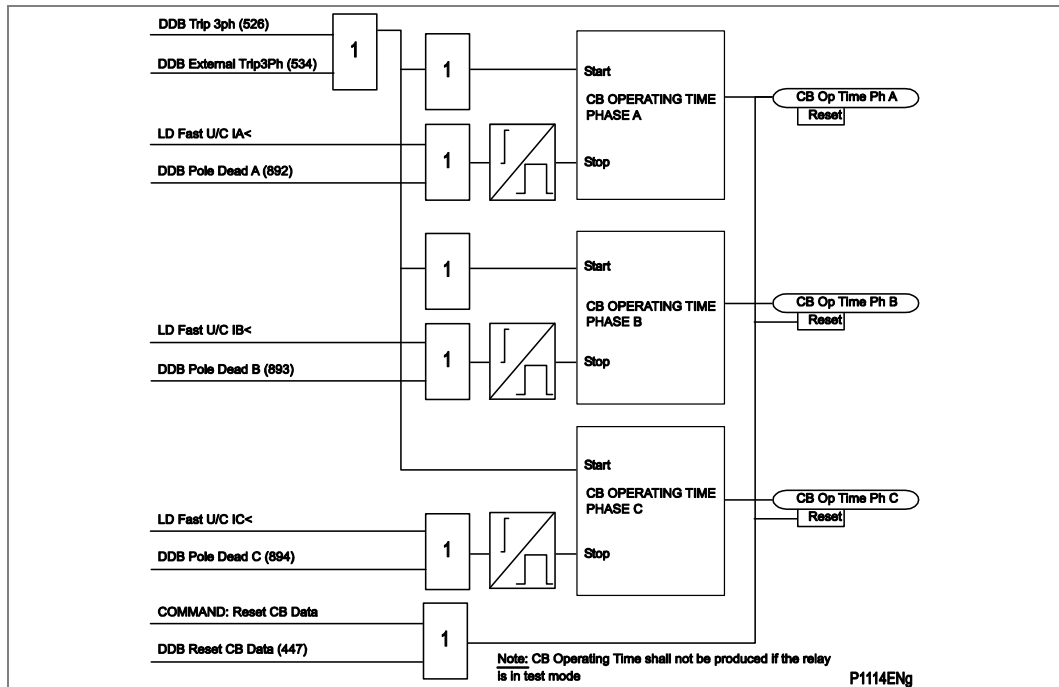 DDB Trip 3ph (526)
1
DDB External Trip3Ph (534)
1
Start
CB OPERATING TIME
PHASE A
CB Op Time Ph A
Reset
LD Fast U/C IA<
1
Stop
DDB Pole Dead A (892)
1
Start
CB OPERATING TIME
PHASE B
CB Op Time Ph B
Reset
LD Fast U/C IB<
1
Stop
DDB Pole Dead B (893)
Start
CB OPERATING TIME
PHASE C
CB Op Time Ph C
Reset
LD Fast U/C IC<
1
Stop
DDB Pole Dead C (894)
COMMAND: Reset CB Data
1
DDB Reset CB Data (447)
Note: CB Operating Time shall not be produced if the relay
is in test mode
P1114ENg